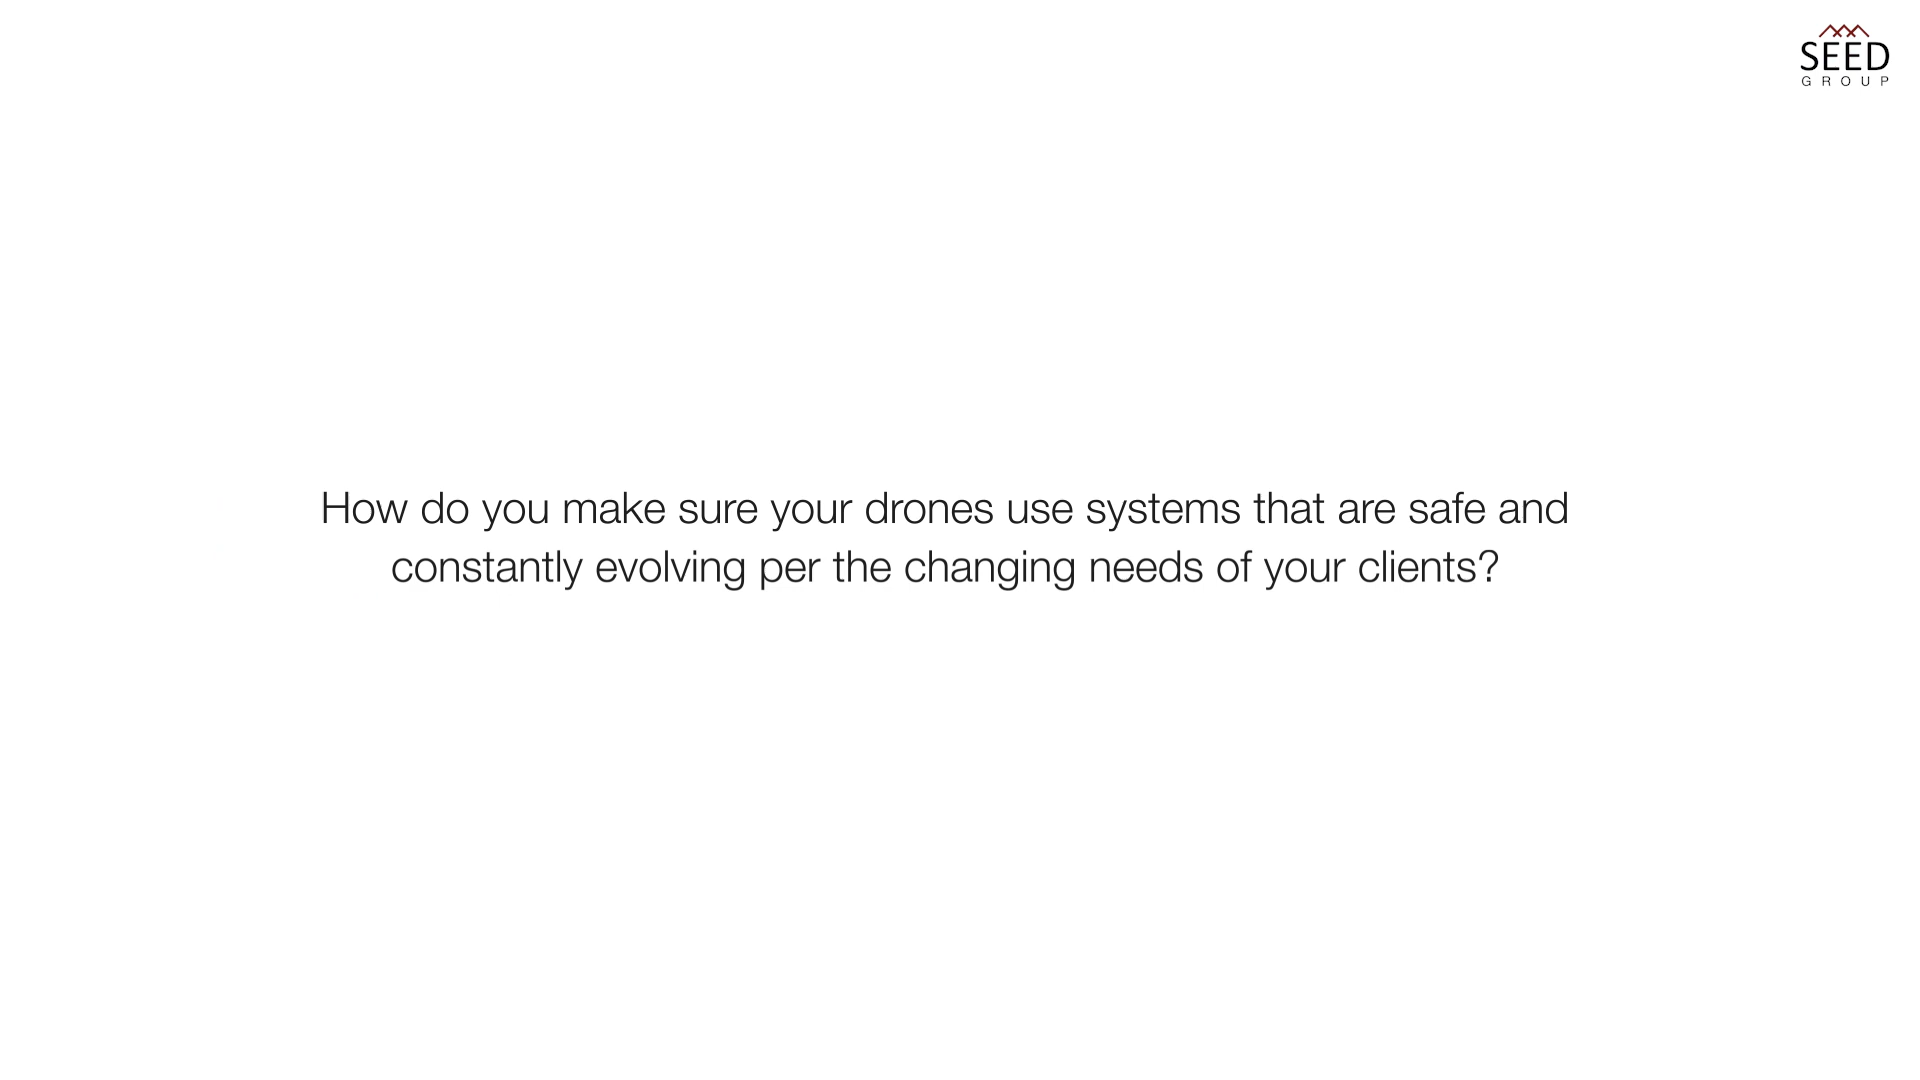 SEED
GROUP
How do you make sure your drones use systems that are safe and
constantly evolving per the changing needs of your clients?